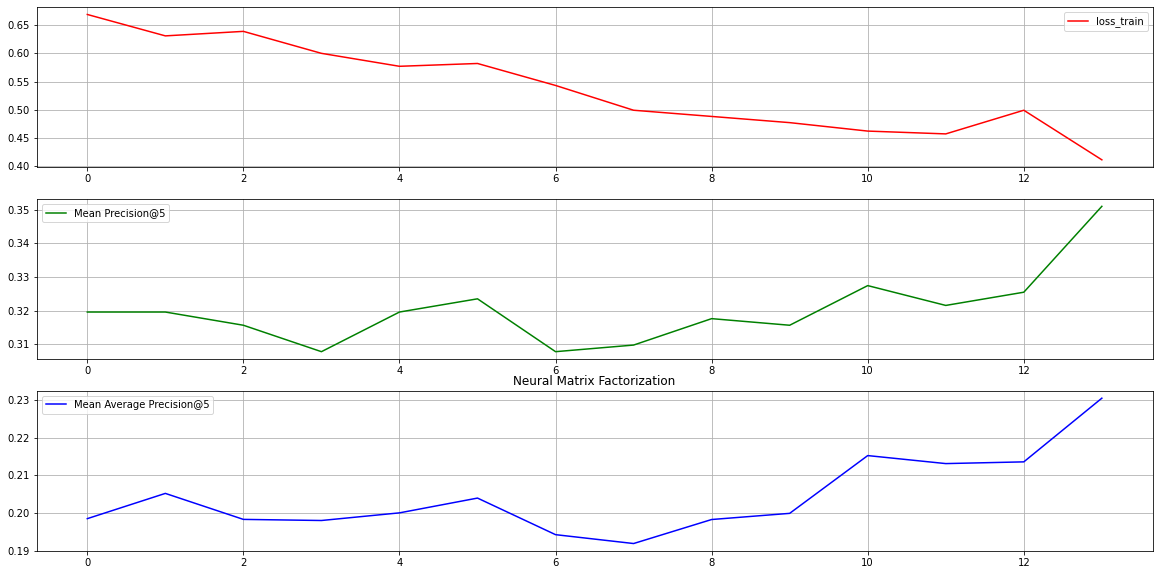 0.65
0.60
0.55
0.50
0.45
0.40
loss_train
0 2 4 6 8 10 12
0.35
0.34
0.33
0.32
0.31
Mean Precision@5
0 2 4 6 8 10 12
Neural Matrix Factorization
0.23
0.22
0.21
0.20
0.19
Mean Average Precision@5
0 2 4 6 8 10 12